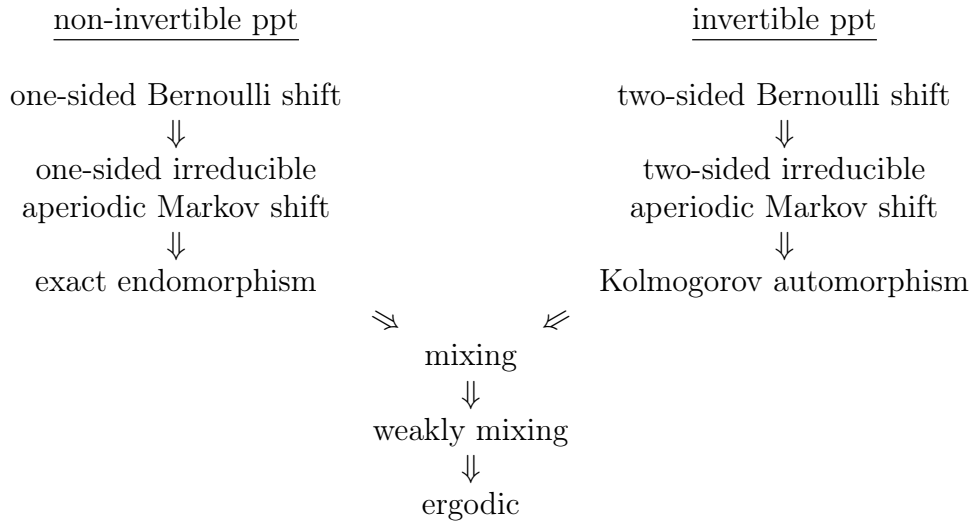 non-invertible ppt
invertible ppt
one-sided Bernoulli shift
two-sided Bernoulli shift
⇓
⇓
one-sided irreducible
aperiodic Markov shift
two-sided irreducible
aperiodic Markov shift
⇓
⇓
exact endomorphism
Kolmogorov automorphism
⇘
⇙
mixing
⇓
weakly mixing
⇓
ergodic